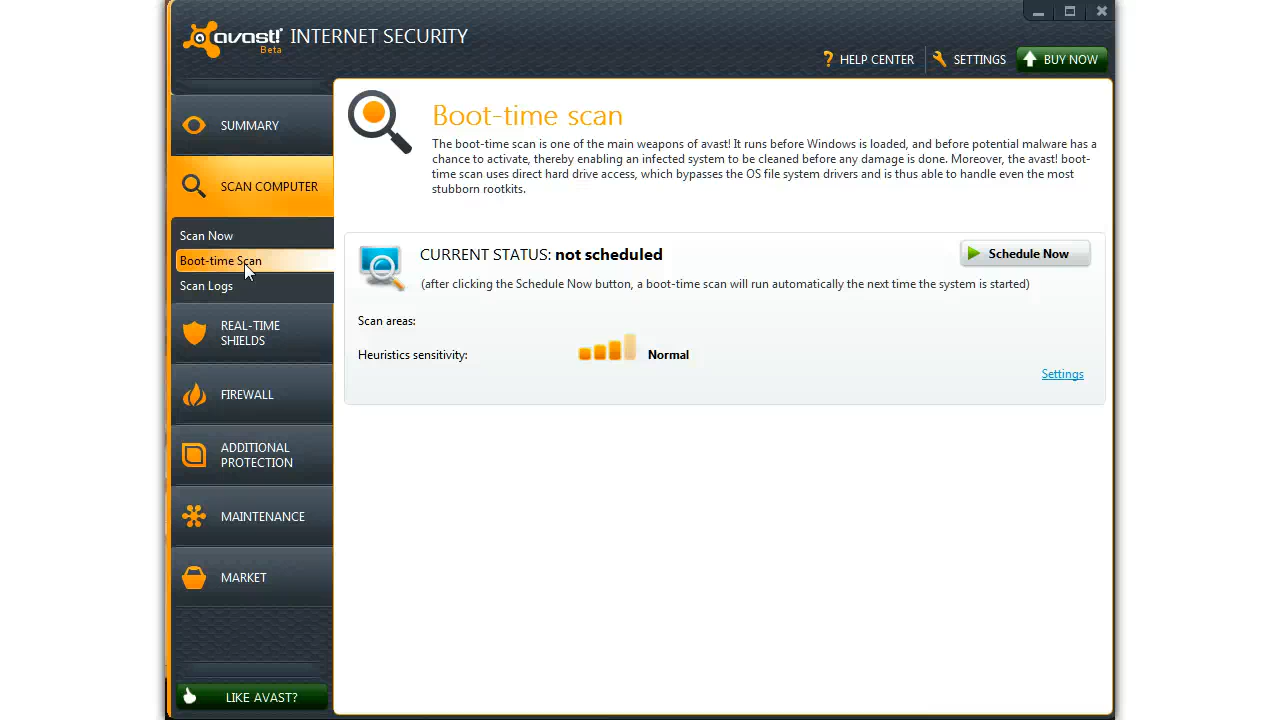 avast! INTERNET SECURITY
Beta
HELP CENTER
SETTINGS
BUY NOW
SUMMARY
SCAN COMPUTER
Scan Now
Boot-time Scan
Scan Logs
REAL-TIME
SHIELDS
FIREWALL
ADDITIONAL
PROTECTION
MAINTENANCE
MARKET
LIKE AVAST?
Boot-time scan
The boot-time scan is one of the main weapons of avast! It runs before Windows is loaded, and before potential malware has a
chance to activate, thereby enabling an infected system to be cleaned before any damage is done. Moreover, the avast! boot-
time scan uses direct hard drive access, which bypasses the OS file system drivers and is thus able to handle even the most
stubborn rootkits.
CURRENT STATUS: not scheduled
Schedule Now
(after clicking the Schedule Now button, a boot-time scan will run automatically the next time the system is started)
Scan areas:
Heuristics sensitivity: Normal
Settings